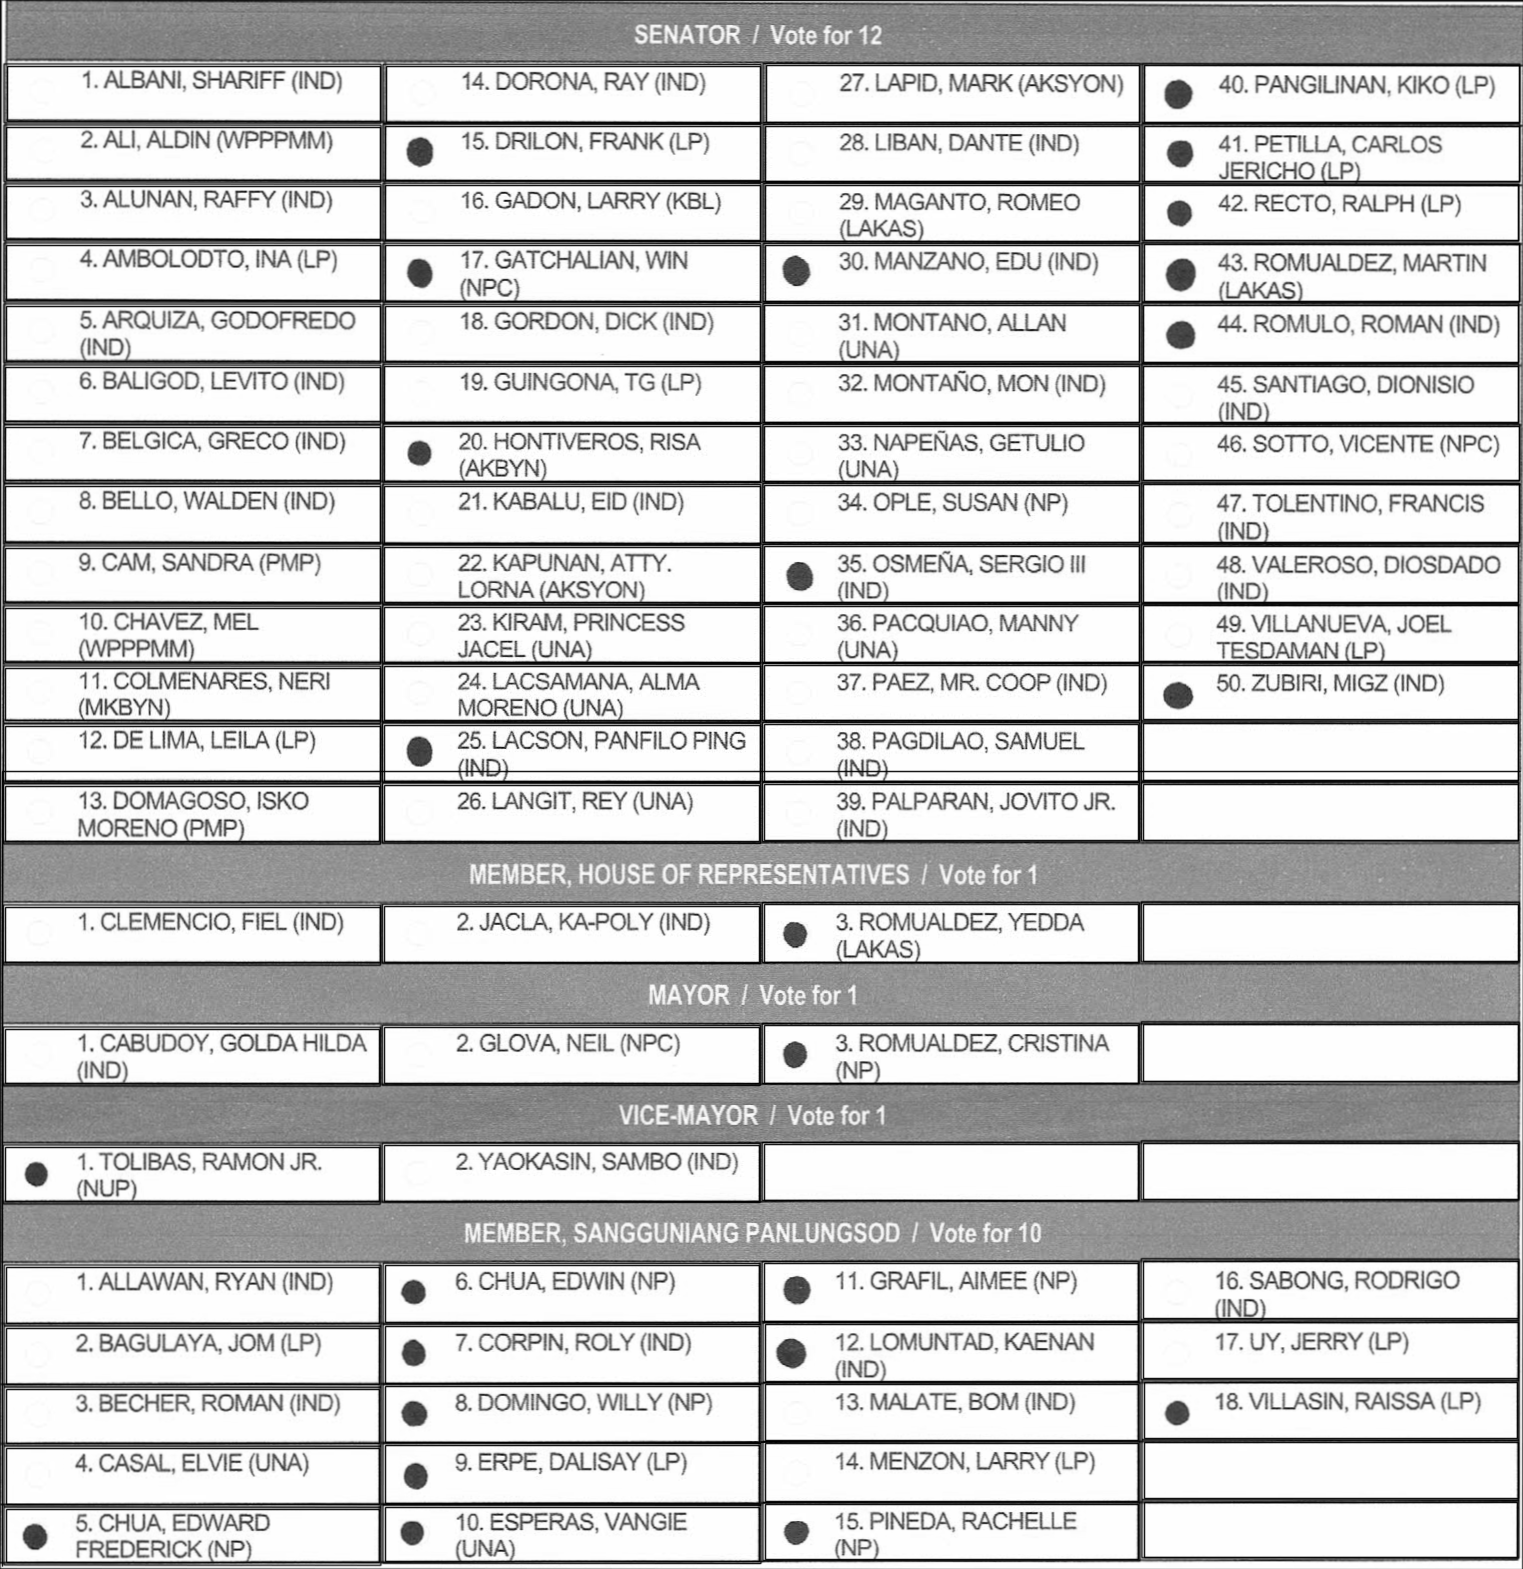 SENATOR / Vote for 12
1. ALBANI, SHARIFF (IND)
2. ALI, ALDIN (WPPPMM)
3. ALUNAN, RAFFY (IND)
4. AMBOLODTO, INA (LP)
5. ARQUIZA, GODOFREDO
(IND)
6. BALIGOD, LEVITO (IND)
7. BELGICA, GRECO (IND)
8. BELLO, WALDEN (IND)
9. CAM, SANDRA (PMP)
10. CHAVEZ, MEL
(WPPPMM)
11. COLMENARES, NERI
(MKBYN)
12. DE LIMA, LEILA (LP)
13. DOMAGOSO, ISKO
MORENO (PMP)
14. DORONA, RAY (IND)
15. DRILON, FRANK (LP)
16. GADON, LARRY (KBL)
17. GATCHALIAN, WIN
(NPC)
18. GORDON, DICK (IND)
19. GUINGONA, TG (LP)
20. HONTIVEROS, RISA
(AKBYN)
21. KABALU, EID (IND)
22. KAPUNAN, ATTY.
LORNA (AKSYON)
23. KIRAM, PRINCESS
JACEL (UNA)
24. LACSAMANA, ALMA
MORENO (UNA)
25. LACSON, PANFILO PING
(IND)
26. LANGIT, REY (UNA)
27. LAPID, MARK (AKSYON)
28. LIBAN, DANTE (IND)
29. MAGANTO, ROMEO
(LAKAS)
30. MANZANO, EDU (IND)
31. MONTANO, ALLAN
(UNA)
32. MONTAÑO, MON (IND)
33. NAPEÑAS, GETULIO
(UNA)
34. OPLE, SUSAN (NP)
35. OSMEÑA, SERGIO III
(IND)
36. PACQUIAO, MANNY
(UNA)
37. PAEZ, MR. COOP (IND)
38. PAGDILAO, SAMUEL
(IND)
39. PALPARAN, JOVITO JR.
(IND)
40. PANGILINAN, KIKO (LP)
41. PETILLA, CARLOS
JERICHO (LP)
42. RECTO, RALPH (LP)
43. ROMUALDEZ, MARTIN
(LAKAS)
44. ROMULO, ROMAN (IND)
45. SANTIAGO, DIONISIO
(IND)
46. SOTTO, VICENTE (NPC)
47. TOLENTINO, FRANCIS
(IND)
48. VALEROSO, DIOSDADO
(IND)
49. VILLANUEVA, JOEL
TESDAMAN (LP)
50. ZUBIRI, MIGZ (IND)
MEMBER, HOUSE OF REPRESENTATIVES / Vote for 1
1. CLEMENCIO, FIEL (IND)
2. JACLA, KA-POLY (IND)
3. ROMUALDEZ, YEDDA
(LAKAS)
MAYOR / Vote for 1
1. CABUDOY, GOLDA HILDA
(IND)
2. GLOVA, NEIL (NPC)
3. ROMUALDEZ, CRISTINA
(NP)
VICE-MAYOR / Vote for 1
1. TOLIBAS, RAMON JR.
(NUP)
2. YAOKASIN, SAMBO (IND)
MEMBER, SANGGUNIANG PANLUNGSOD / Vote for 10
1. ALLAWAN, RYAN (IND)
2. BAGULAYA, JOM (LP)
3. BECHER, ROMAN (IND)
4. CASAL, ELVIE (UNA)
5. CHUA, EDWARD
FREDERICK (NP)
6. CHUA, EDWIN (NP)
7. CORPIN, ROLY (IND)
8. DOMINGO, WILLY (NP)
9. ERPE, DALISAY (LP)
10. ESPERAS, VANGIE
(UNA)
11. GRAFIL, AIMEE (NP)
12. LOMUNTAD, KAENAN
(IND)
13. MALATE, BOM (IND)
14. MENZON, LARRY (LP)
15. PINEDA, RACHELLE
(NP)
16. SABONG, RODRIGO
(IND)
17. UY, JERRY (LP)
18. VILLASIN, RAISSA (LP)